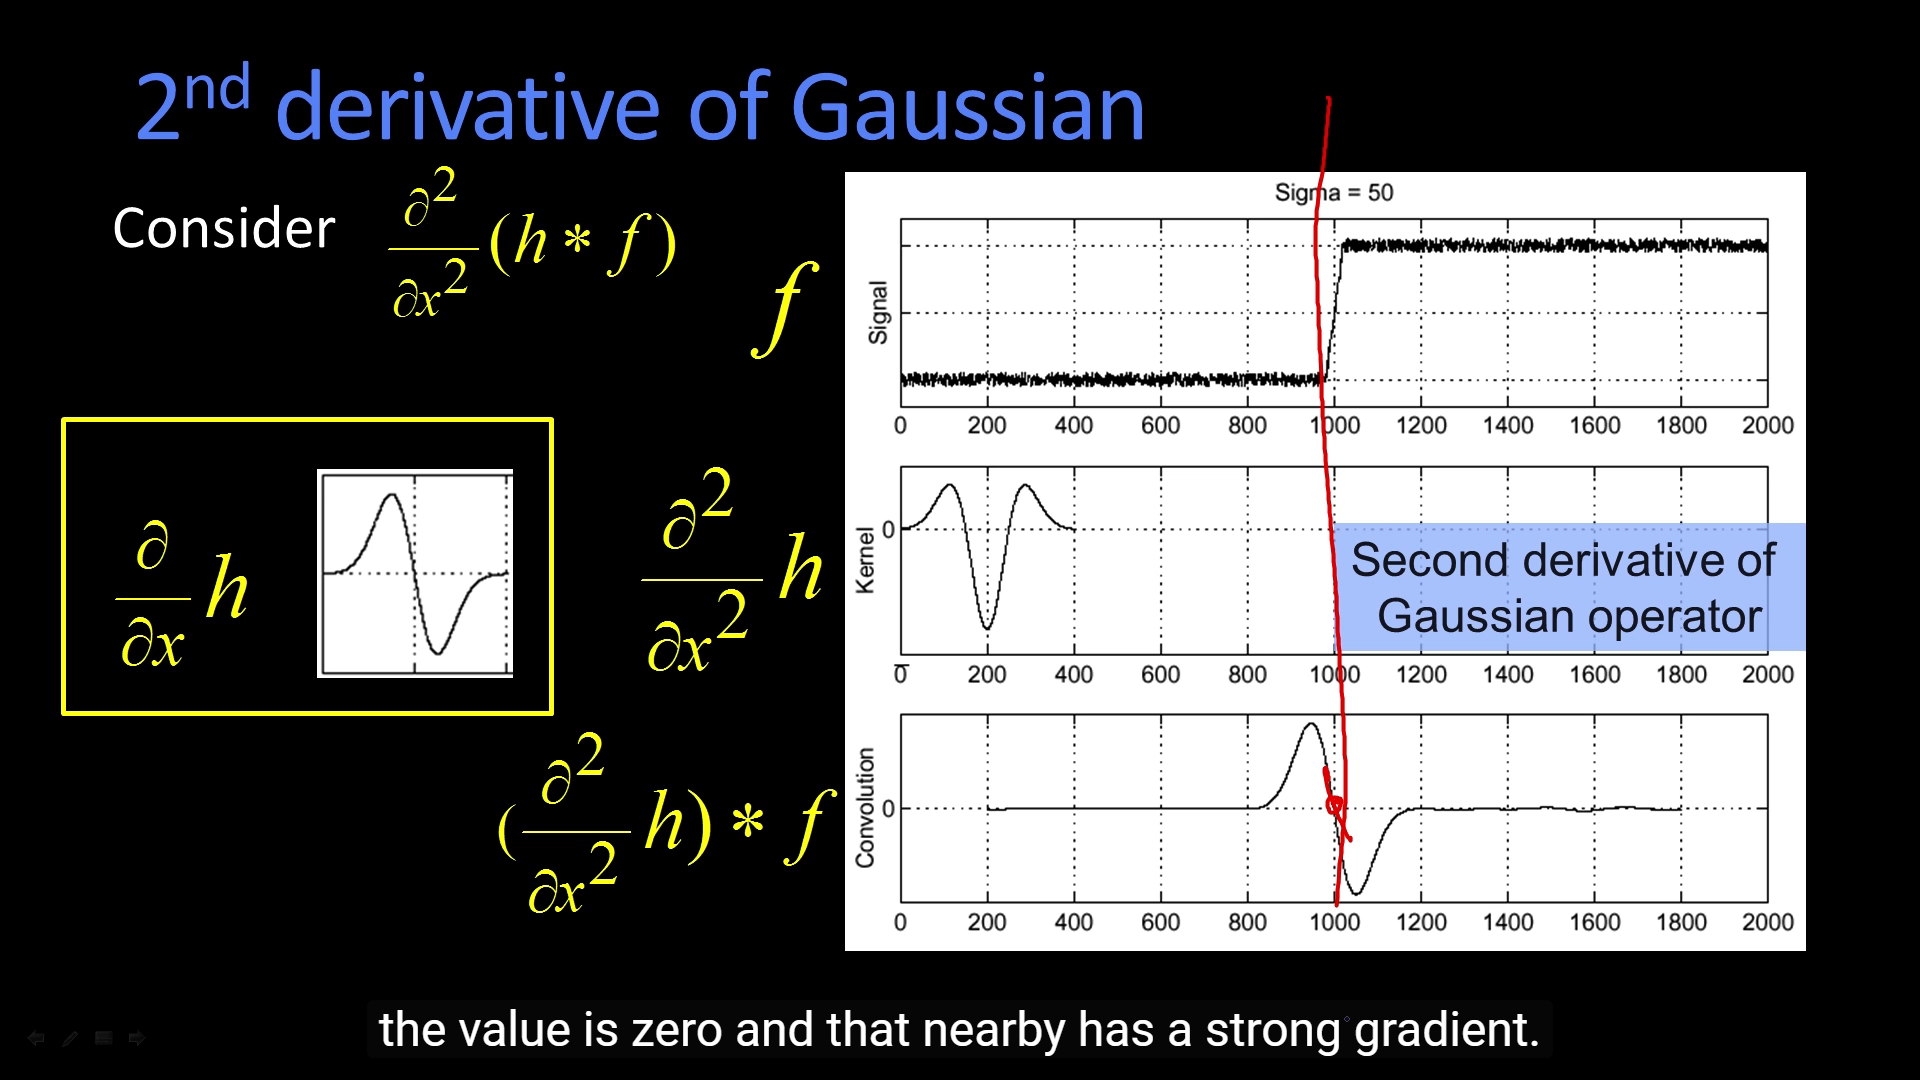 2nd derivative of Gaussian
Consider ∂²/∂x² (h * f)
f
∂/∂x h
∂²/∂x² h
(∂²/∂x² h) * f
Sigma = 50
Signal
0 200 400 600 800 1000 1200 1400 1600 1800 2000
Kernel
0
Second derivative of
Gaussian operator
0 200 400 600 800 1000 1200 1400 1600 1800 2000
Convolution
0
0 200 400 600 800 1000 1200 1400 1600 1800 2000
the value is zero and that nearby has a strong gradient.